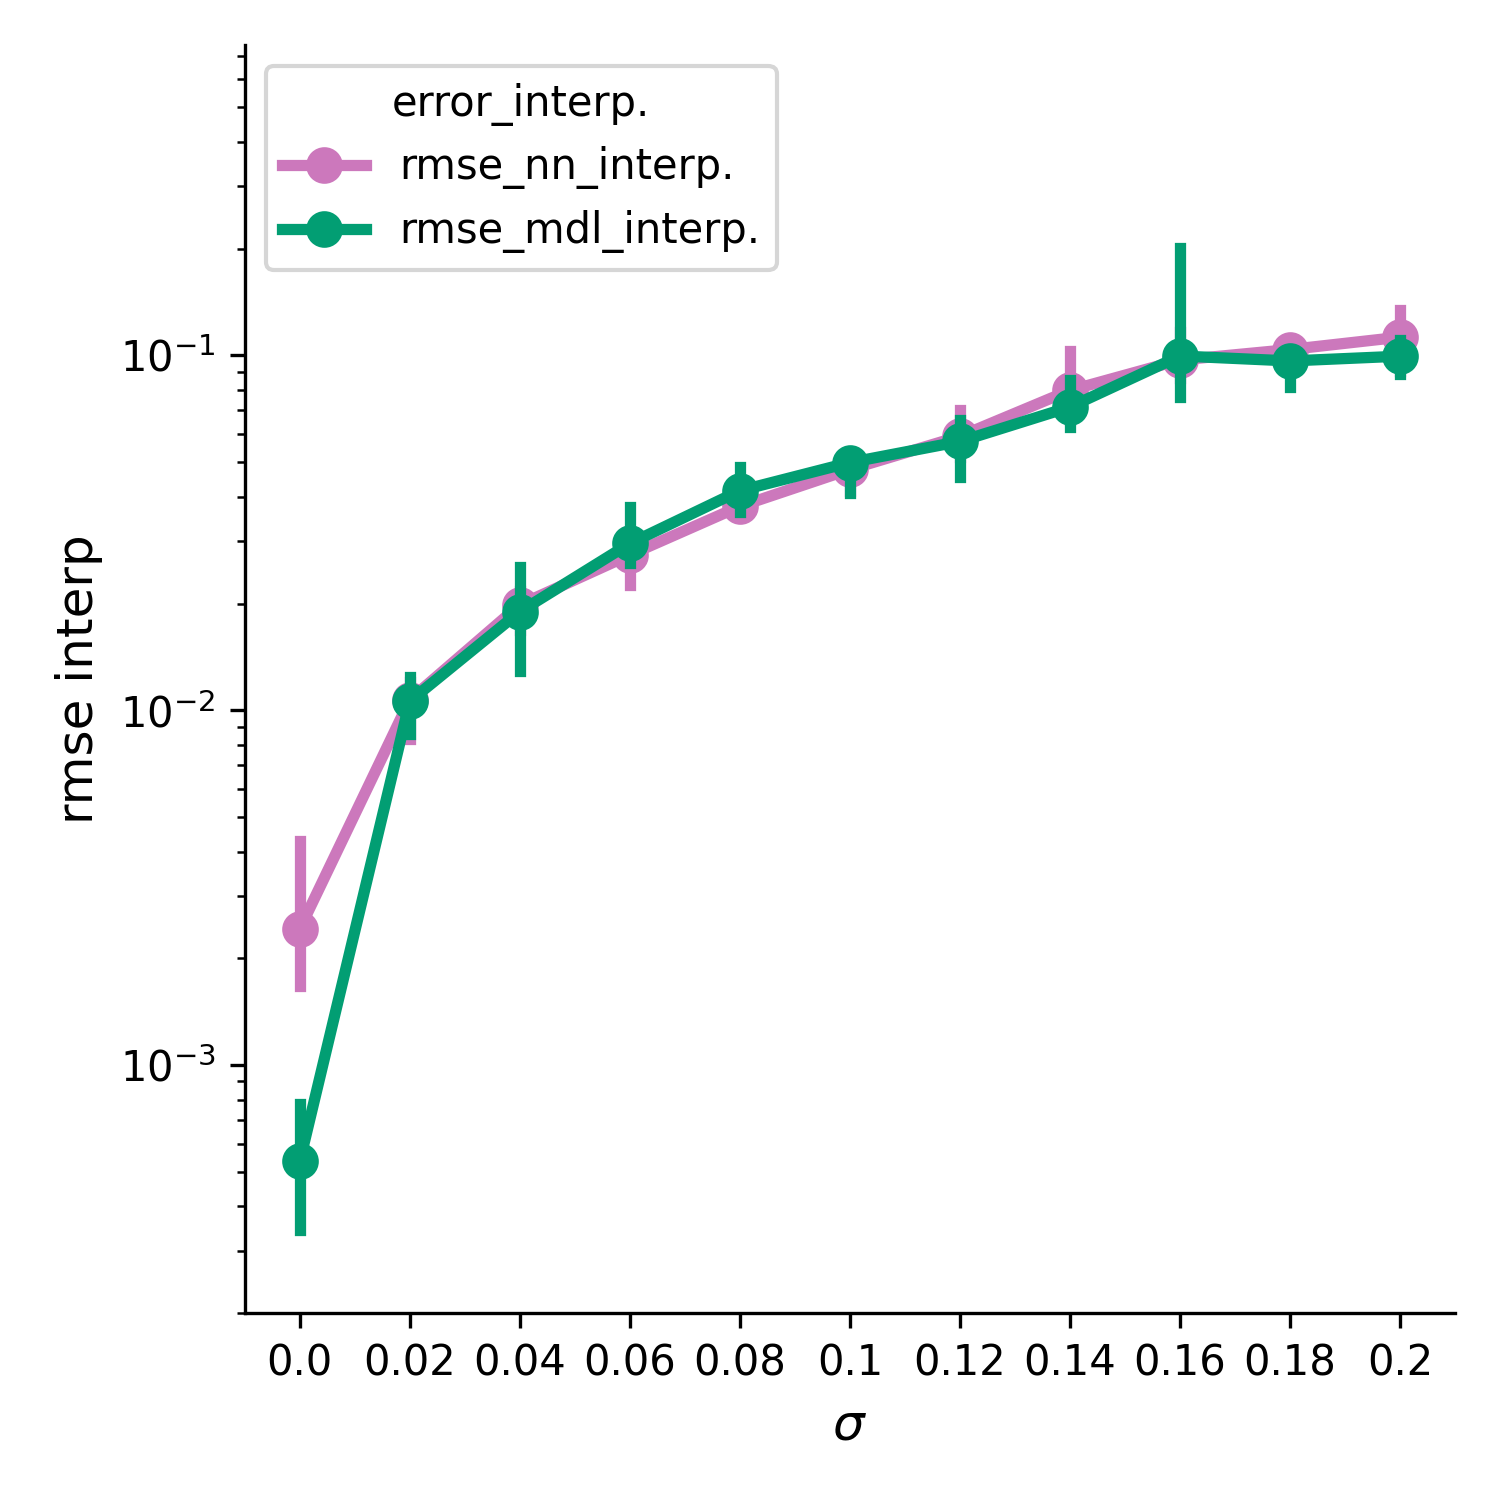 error_interp.
rmse_nn_interp.
rmse_mdl_interp.
rmse interp
10⁻¹
10⁻²
10⁻³
0.0 0.02 0.04 0.06 0.08 0.1 0.12 0.14 0.16 0.18 0.2
σ